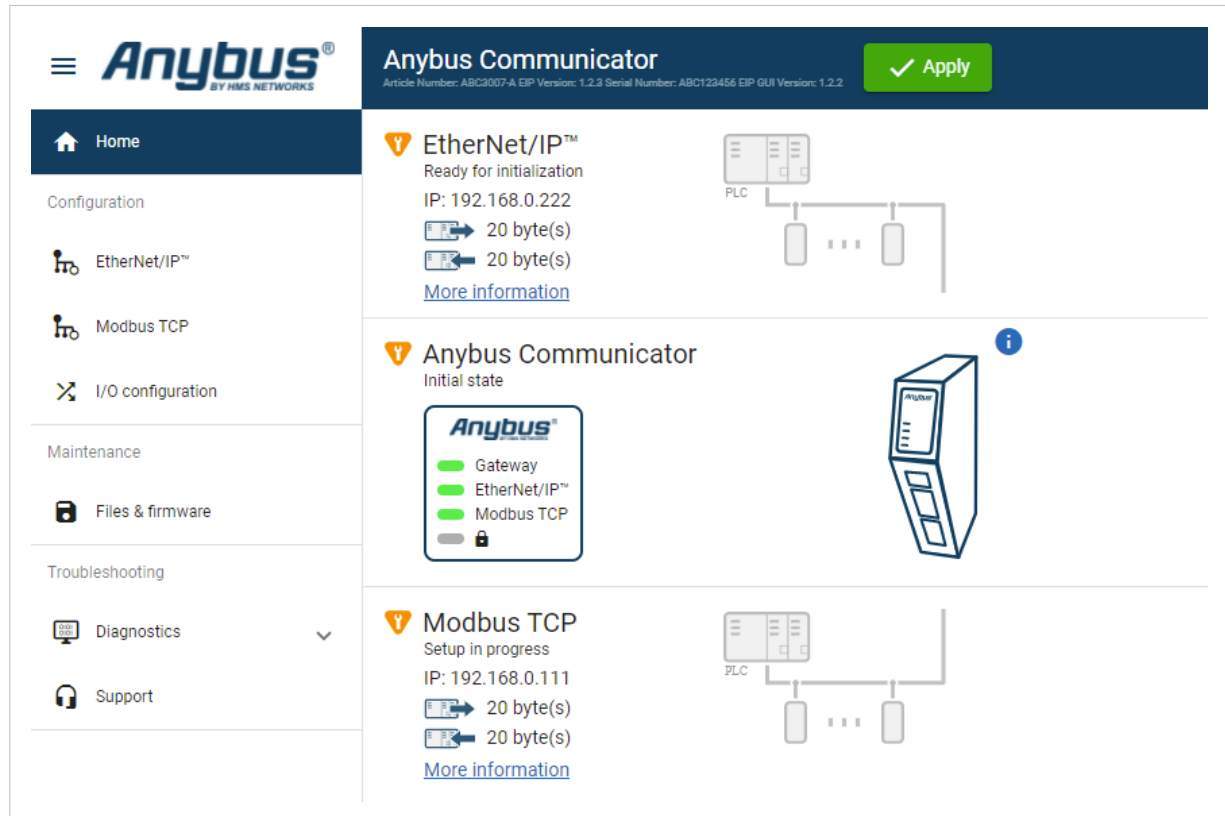 Anybus®
BY HMS NETWORKS
Anybus Communicator
Article Number: ABC3007-A EIP Version: 1.2.3 Serial Number: ABC123456 EIP GUI Version: 1.2.2
Apply
Home
Configuration
EtherNet/IP™
Modbus TCP
I/O configuration
Maintenance
Files & firmware
Troubleshooting
Diagnostics
Support
EtherNet/IP™
Ready for initialization
IP: 192.168.0.222
20 byte(s)
20 byte(s)
More information
PLC
Anybus Communicator
Initial state
Anybus®
BY HMS NETWORKS
Gateway
EtherNet/IP™
Modbus TCP
i
Anybus
Modbus TCP
Setup in progress
IP: 192.168.0.111
20 byte(s)
20 byte(s)
More information
PLC